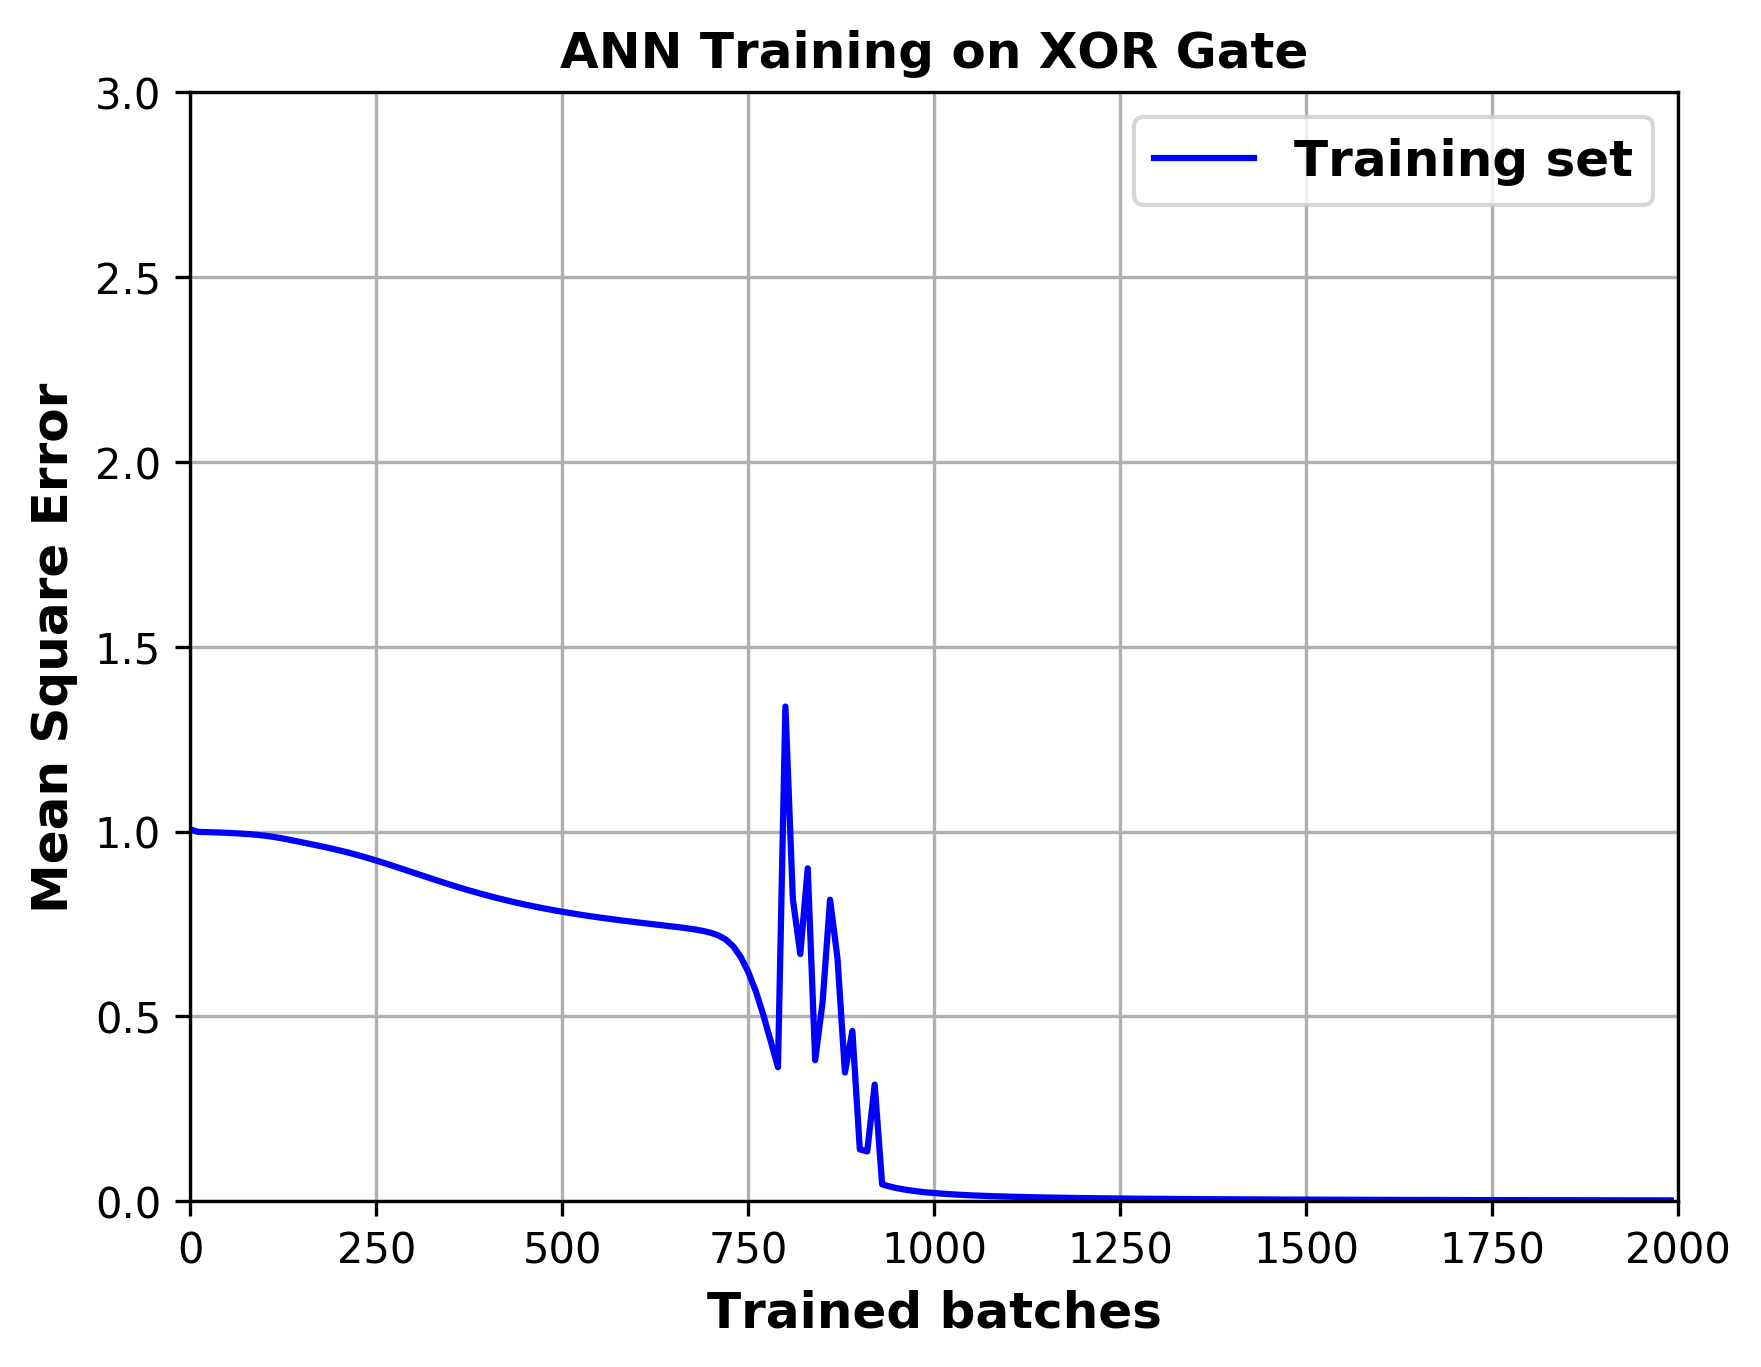 ANN Training on XOR Gate
Training set
Mean Square Error
3.0
2.5
2.0
1.5
1.0
0.5
0.0
0 250 500 750 1000 1250 1500 1750 2000
Trained batches